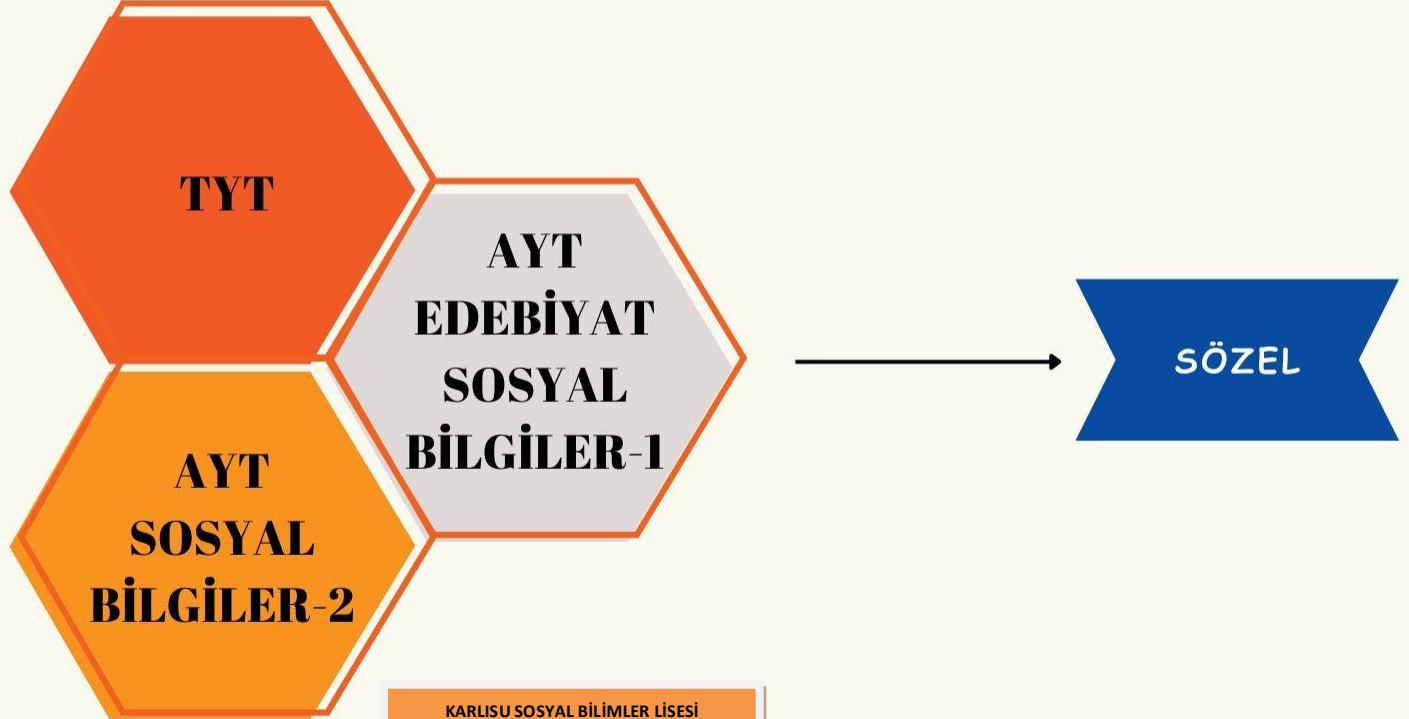 TYT
AYT
EDEBİYAT
SOSYAL
BİLGİLER-1
AYT
SOSYAL
BİLGİLER-2
SÖZEL
KARLISU SOSYAL BİLİMLER LİSESİ